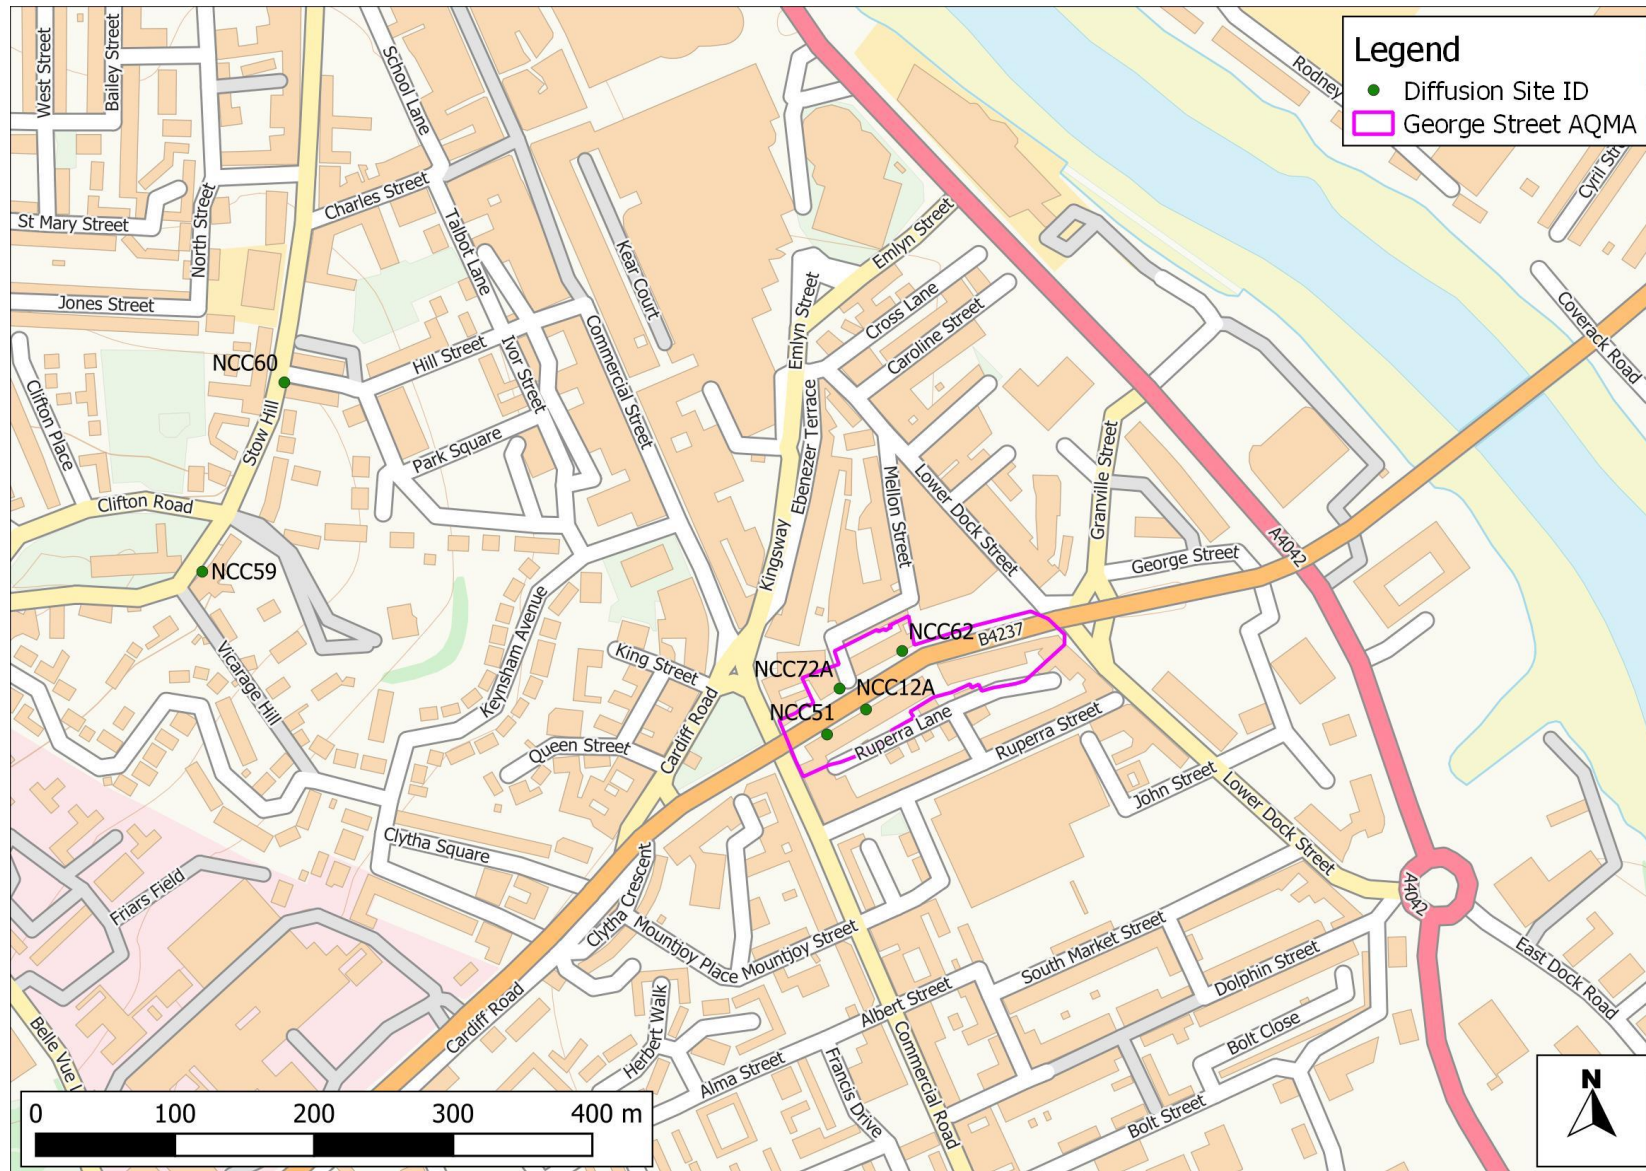 Legend
Diffusion Site ID
George Street AQMA
West Street
Bailey Street
School Lane
Rodney
Cyril Str
St Mary Street
North Street
Charles Street
Talbot Lane
Kear Court
Emlyn Street
Jones Street
Coverack Road
NCC60
Hill Street
Ivor Street
Commercial Street
Emlyn Street
Cross Lane
Caroline Street
Clifton Place
Stow Hill
Park Square
Ebenezer Terrace
Mellon Street
Lower Dock Street
Granville Street
Clifton Road
Kingsway
George Street
A4042
NCC59
Vicarage Hill
Keynsham Avenue
King Street
NCC62
B4237
NCC72A
NCC12A
NCC51
Cardiff Road
Queen Street
Ruperra Lane
Ruperra Street
John Street
Lower Dock Street
Clytha Square
Friars Field
Clytha Crescent
Mountjoy Place
Mountjoy Street
A4042
South Market Street
Dolphin Street
East Dock Road
Cardiff Road
Herbert Walk
Albert Street
Commercial Road
Bolt Close
Belle Vue L
Alma Street
Francis Drive
Bolt Street
N
0 100 200 300 400 m